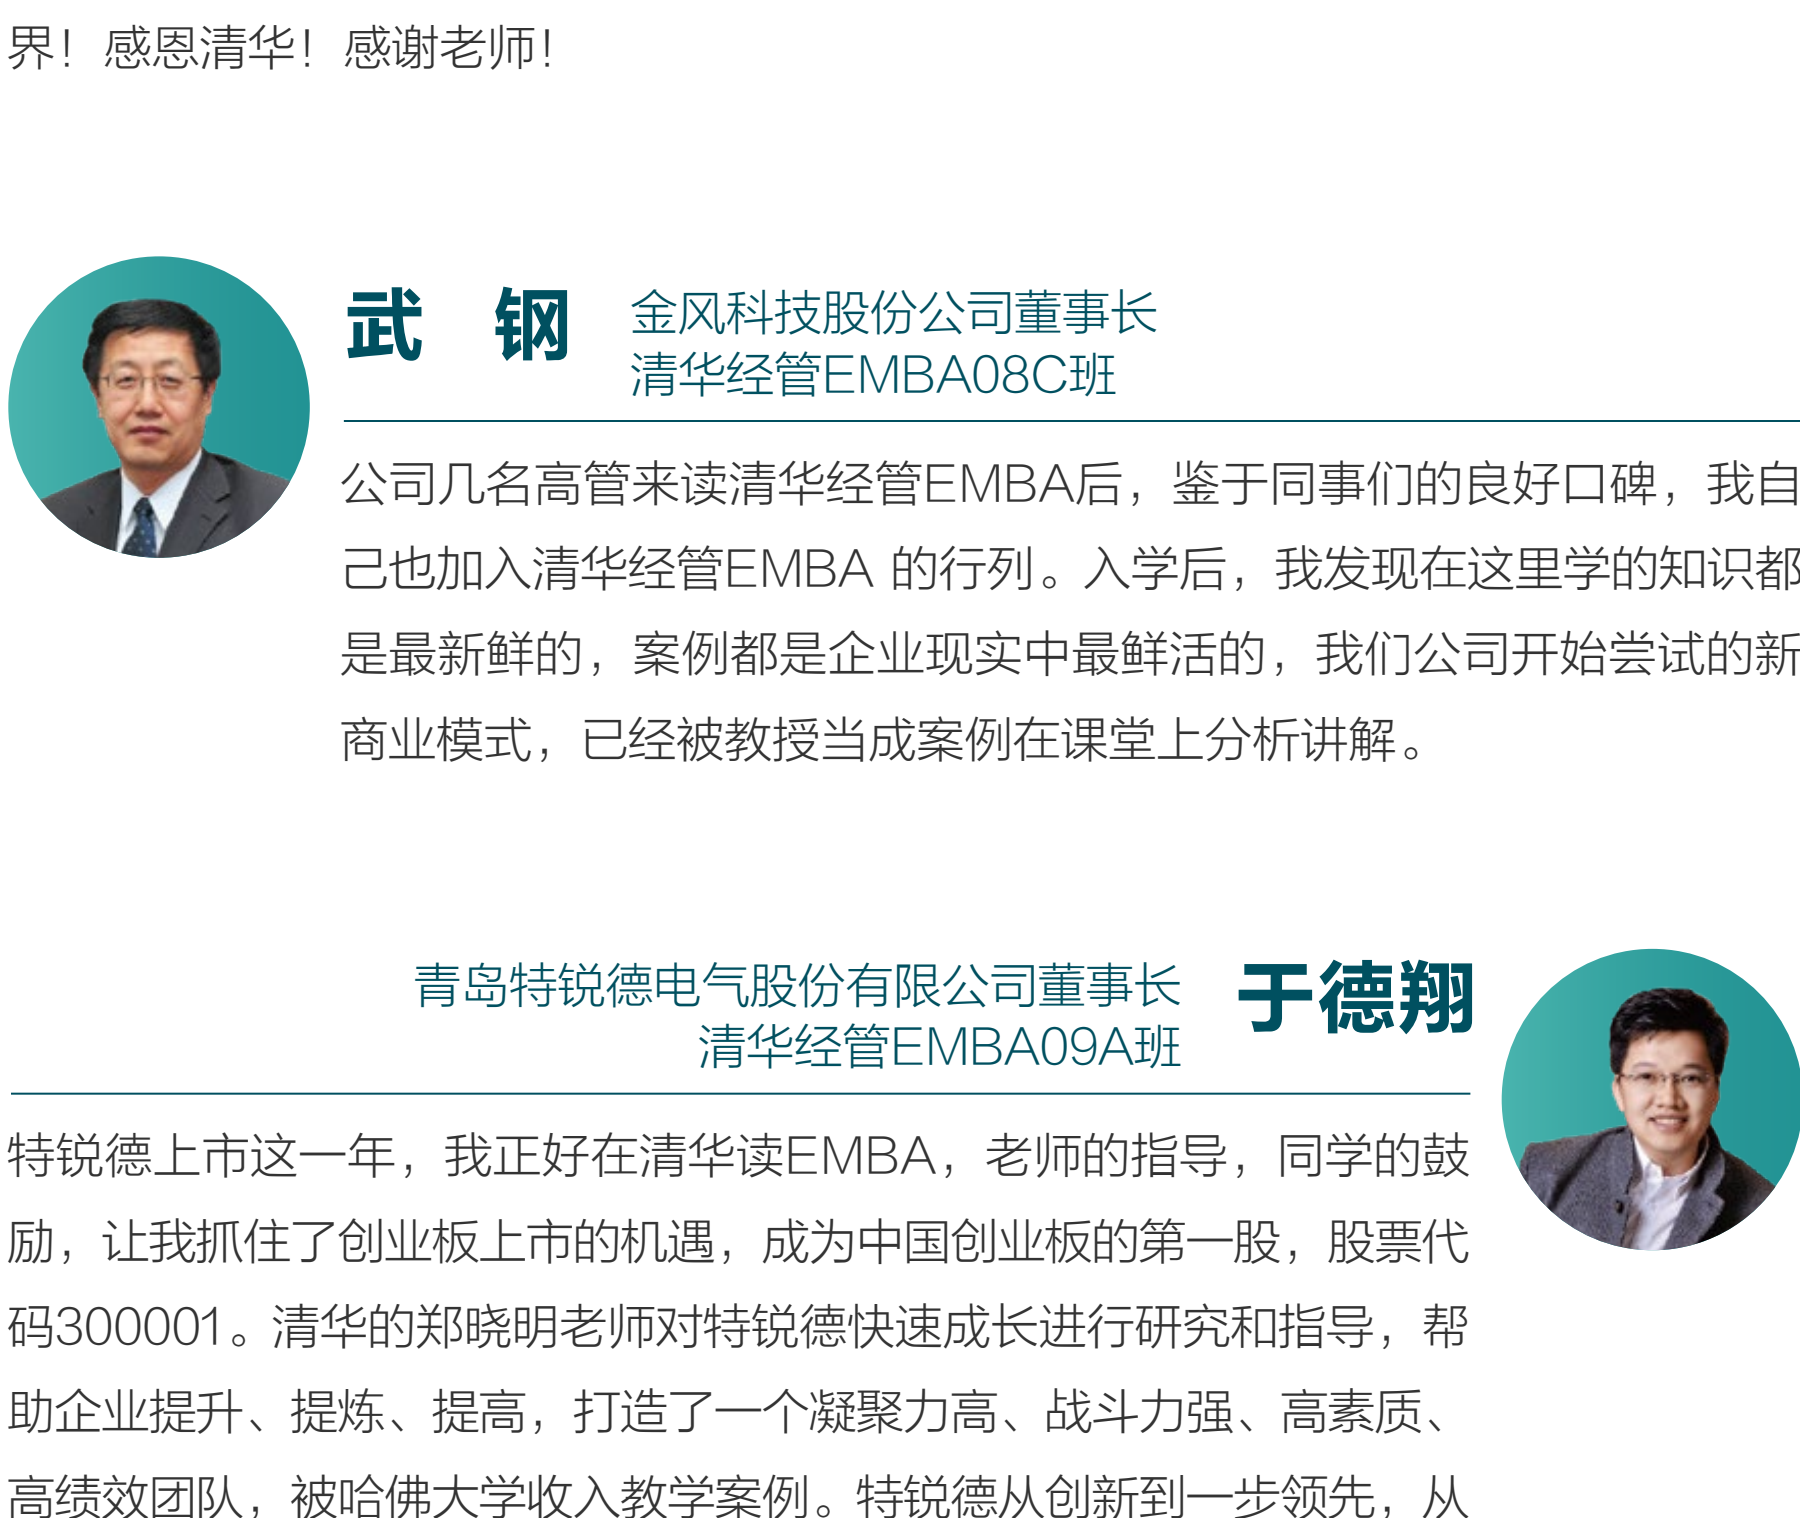 界！感恩清华！感谢老师！
武 钢
金风科技股份公司董事长
清华经管EMBA08C班
公司几名高管来读清华经管EMBA后，鉴于同事们的良好口碑，我自
己也加入清华经管EMBA 的行列。入学后，我发现在这里学的知识都
是最新鲜的，案例都是企业现实中最鲜活的，我们公司开始尝试的新
商业模式，已经被教授当成案例在课堂上分析讲解。
青岛特锐德电气股份有限公司董事长
清华经管EMBA09A班
于德翔
特锐德上市这一年，我正好在清华读EMBA，老师的指导，同学的鼓
励，让我抓住了创业板上市的机遇，成为中国创业板的第一股，股票代
码300001。清华的郑晓明老师对特锐德快速成长进行研究和指导，帮
助企业提升、提炼、提高，打造了一个凝聚力高、战斗力强、高素质、
高绩效团队，被哈佛大学收入教学案例。特锐德从创新到一步领先，从